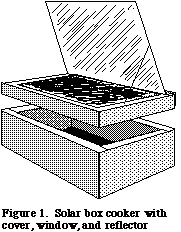 Figure 1.  Solar box cooker with
cover, window, and reflector